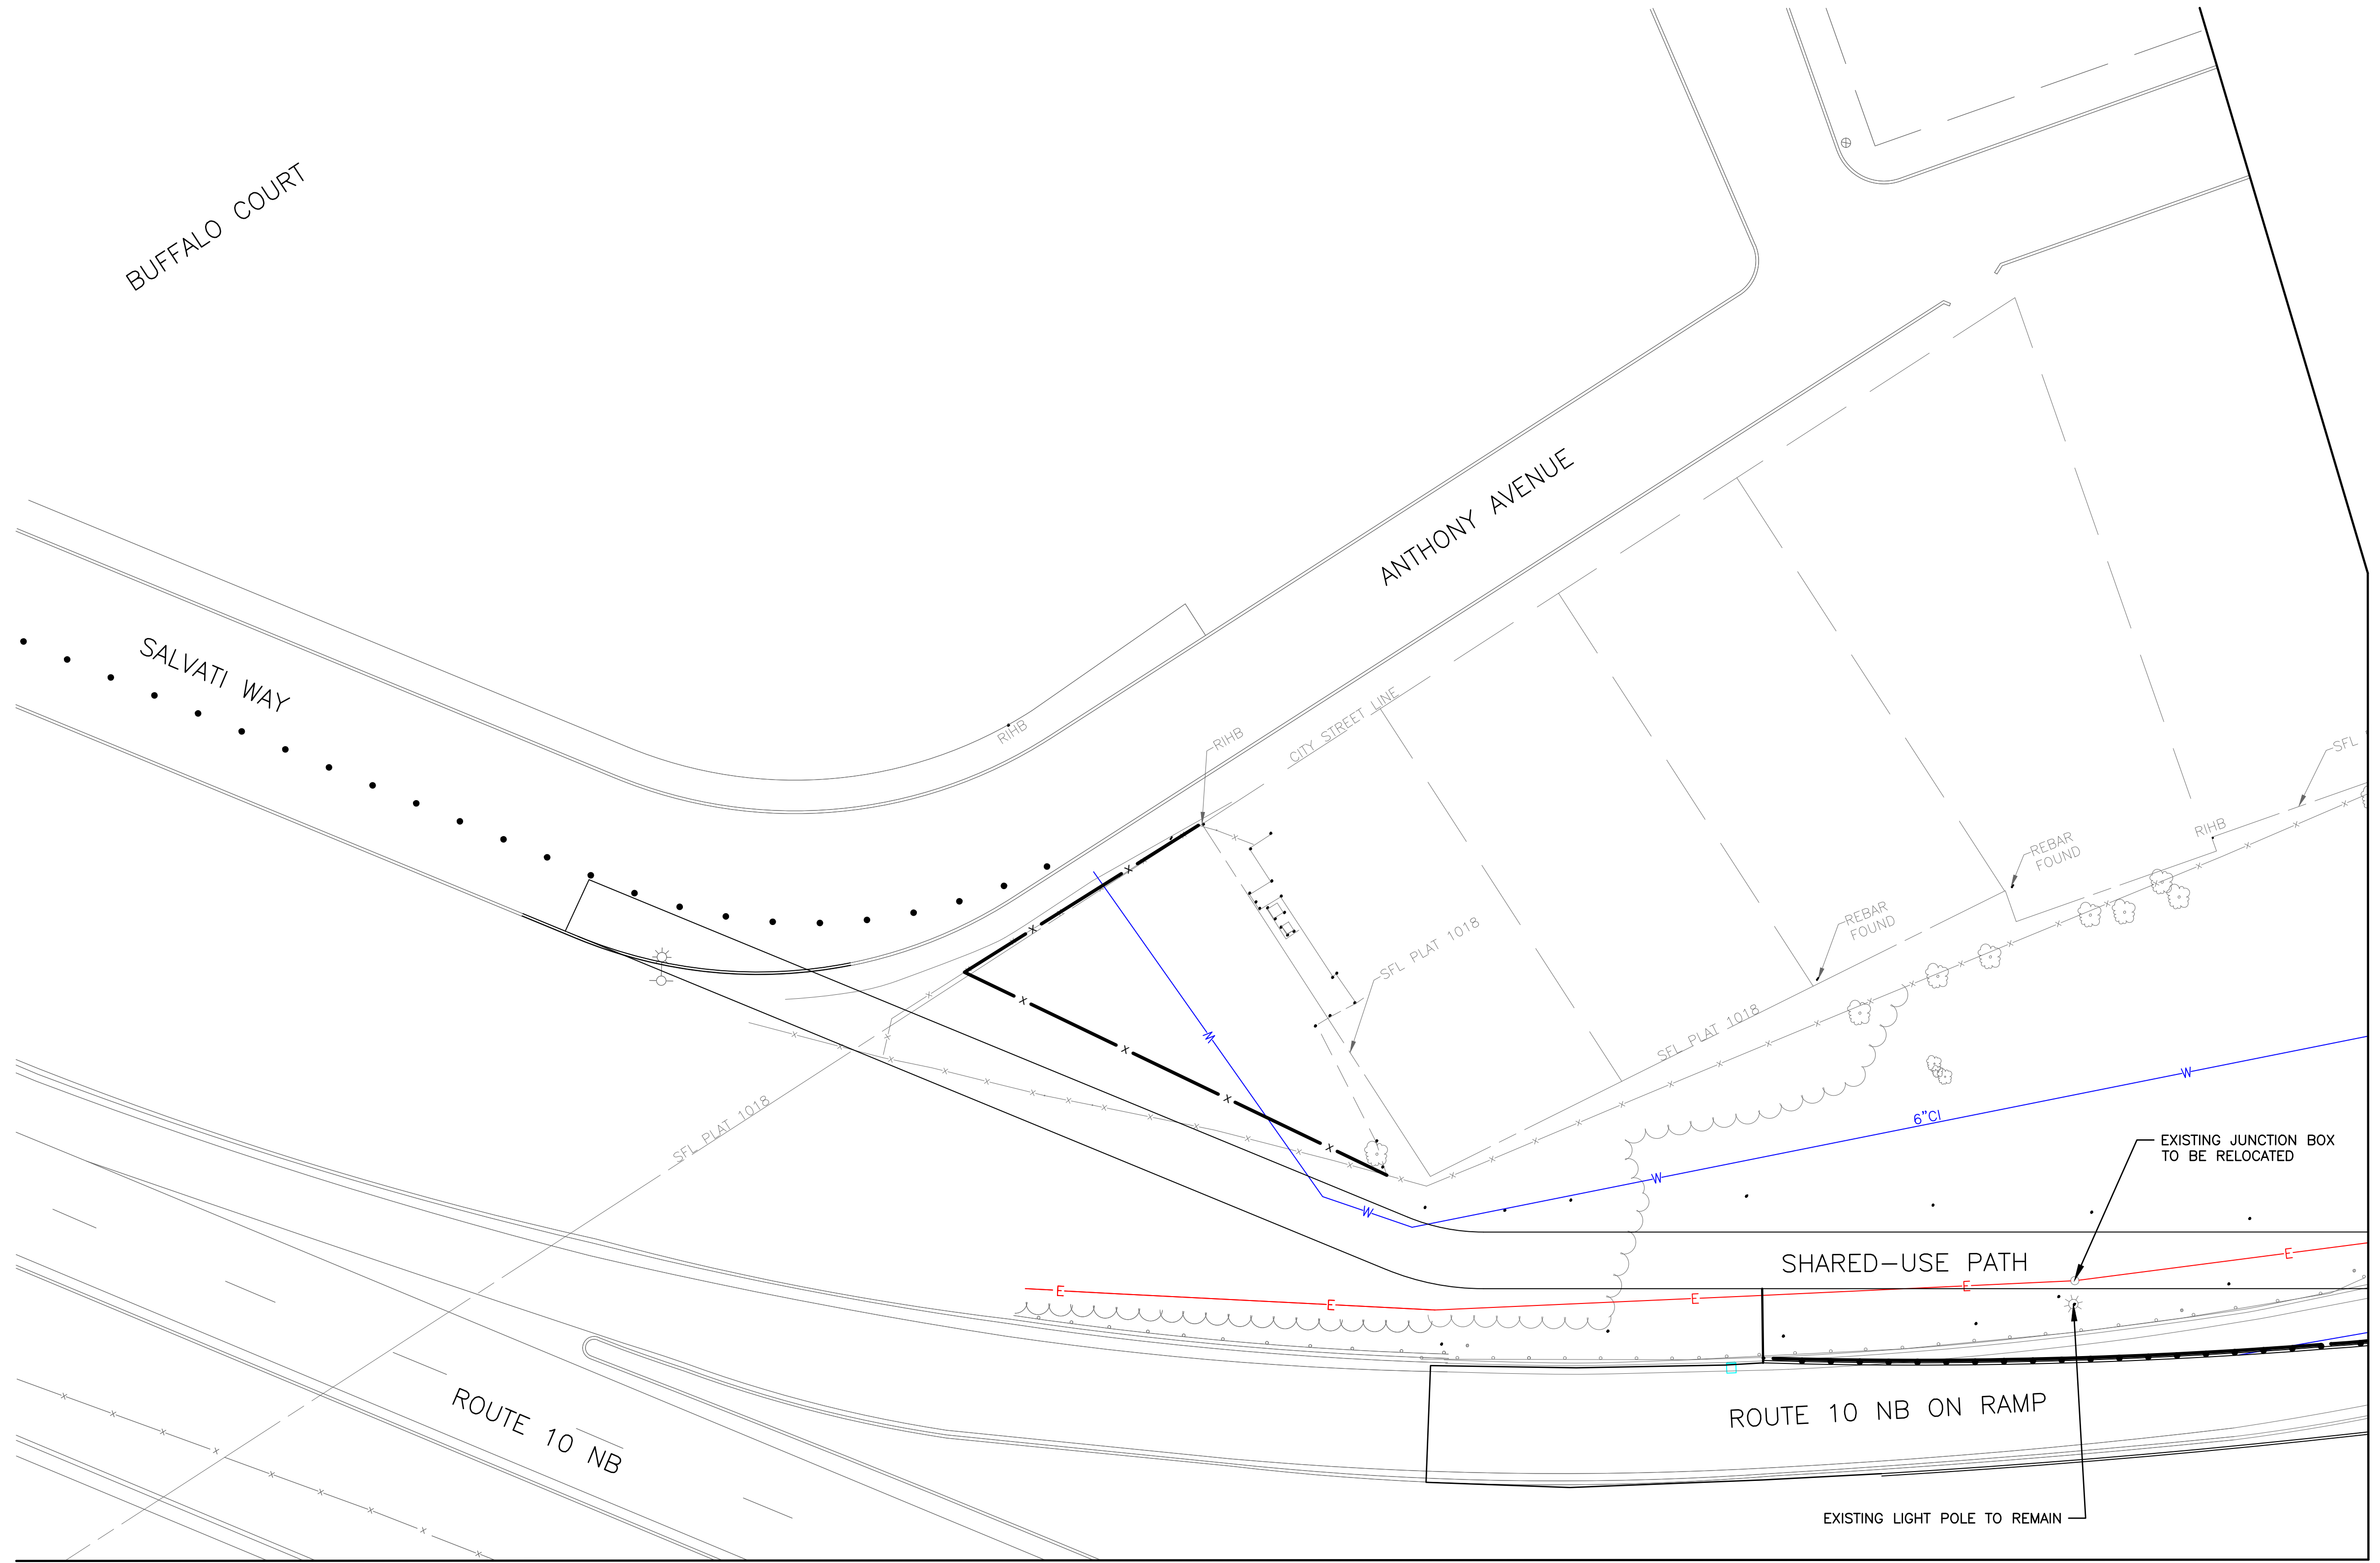 BUFFALO COURT
ANTHONY AVENUE
SALVATI WAY
RIHB
RIHB
CITY STREET LINE
SFL
RIHB
REBAR
FOUND
REBAR
FOUND
SFL PLAT 1018
SFL PLAT 1018
SFL PLAT 1018
6"CI
W
W
W
W
EXISTING JUNCTION BOX
TO BE RELOCATED
SHARED-USE PATH
E
E
E
E
E
ROUTE 10 NB
ROUTE 10 NB ON RAMP
EXISTING LIGHT POLE TO REMAIN